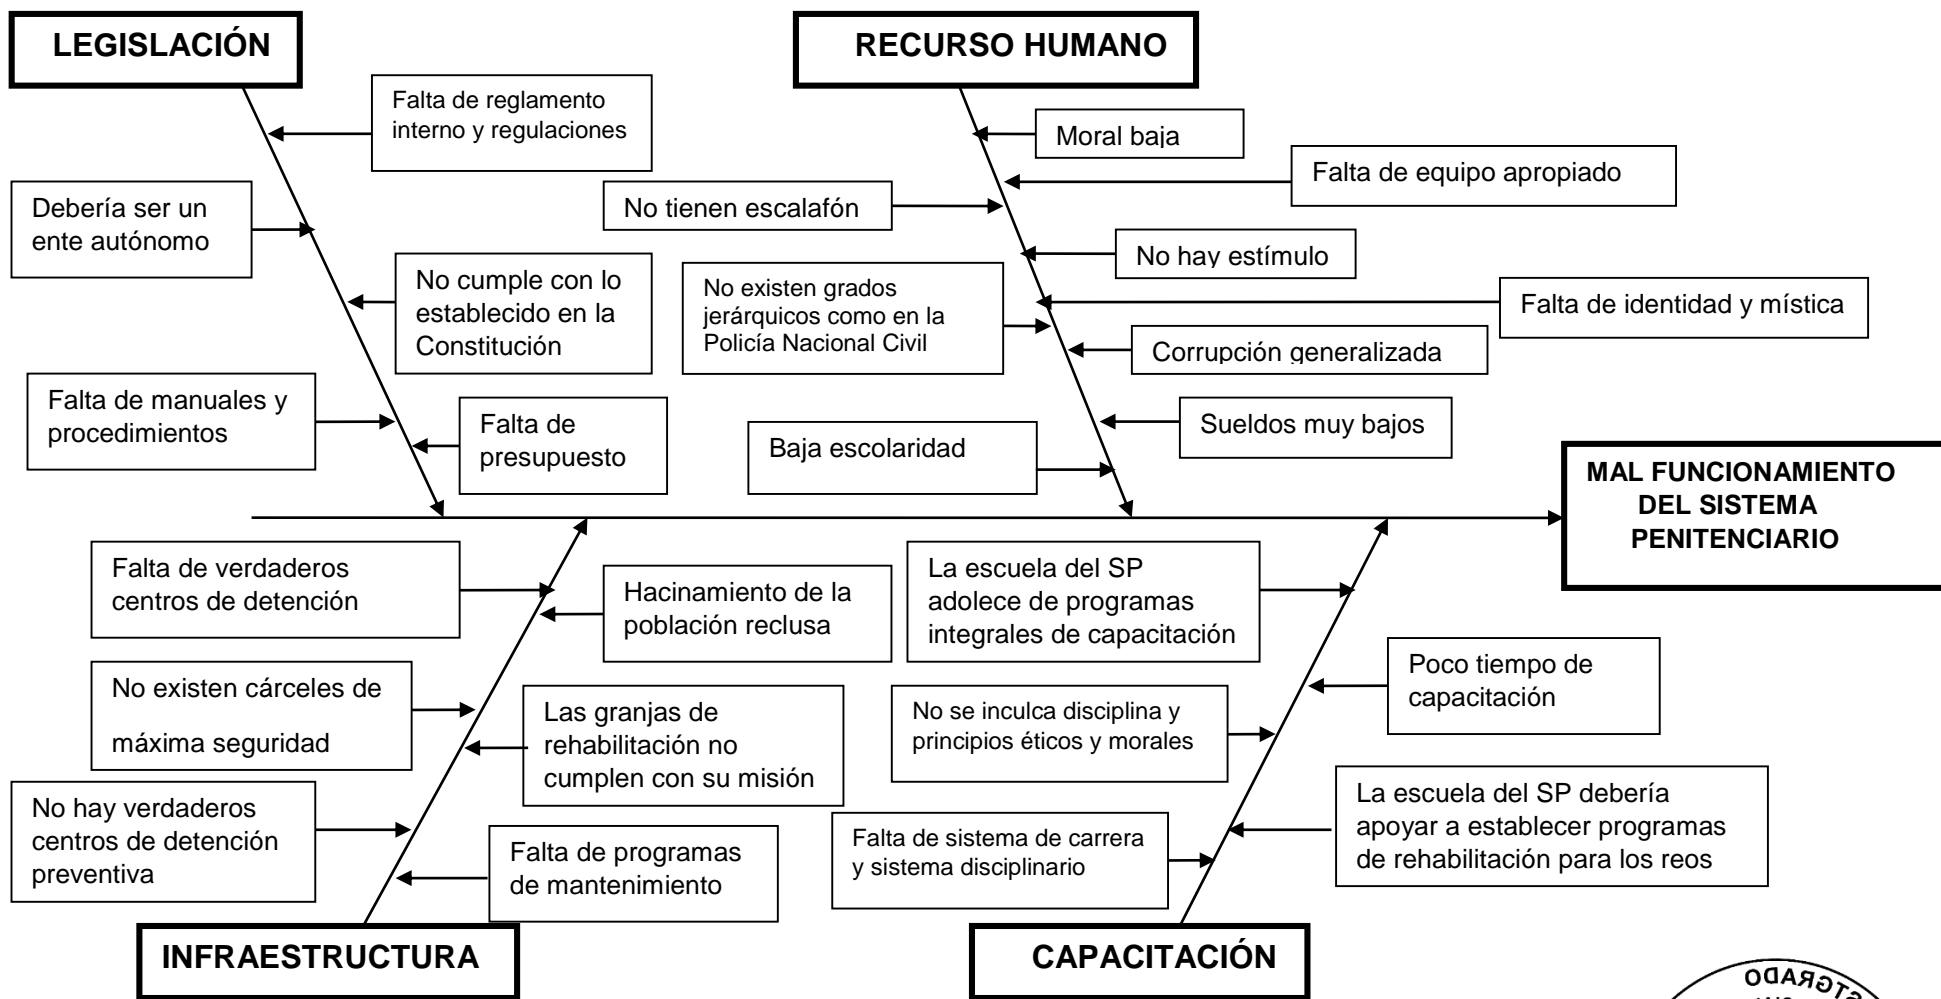 LEGISLACIÓN
RECURSO HUMANO
Falta de reglamento
interno y regulaciones
Moral baja
Falta de equipo apropiado
Debería ser un
ente autónomo
No tienen escalafón
No hay estímulo
No cumple con lo
establecido en la
Constitución
No existen grados
jerárquicos como en la
Policía Nacional Civil
Falta de identidad y mística
Corrupción generalizada
Falta de manuales y
procedimientos
Falta de
presupuesto
Sueldos muy bajos
Baja escolaridad
MAL FUNCIONAMIENTO
DEL SISTEMA
PENITENCIARIO
Falta de verdaderos
centros de detención
Hacinamiento de la
población reclusa
La escuela del SP
adolece de programas
integrales de capacitación
Poco tiempo de
capacitación
No existen cárceles de
máxima seguridad
Las granjas de
rehabilitación no
cumplen con su misión
No se inculca disciplina y
principios éticos y morales
No hay verdaderos
centros de detención
preventiva
Falta de programas
de mantenimiento
Falta de sistema de carrera
y sistema disciplinario
La escuela del SP debería
apoyar a establecer programas
de rehabilitación para los reos
INFRAESTRUCTURA
CAPACITACIÓN